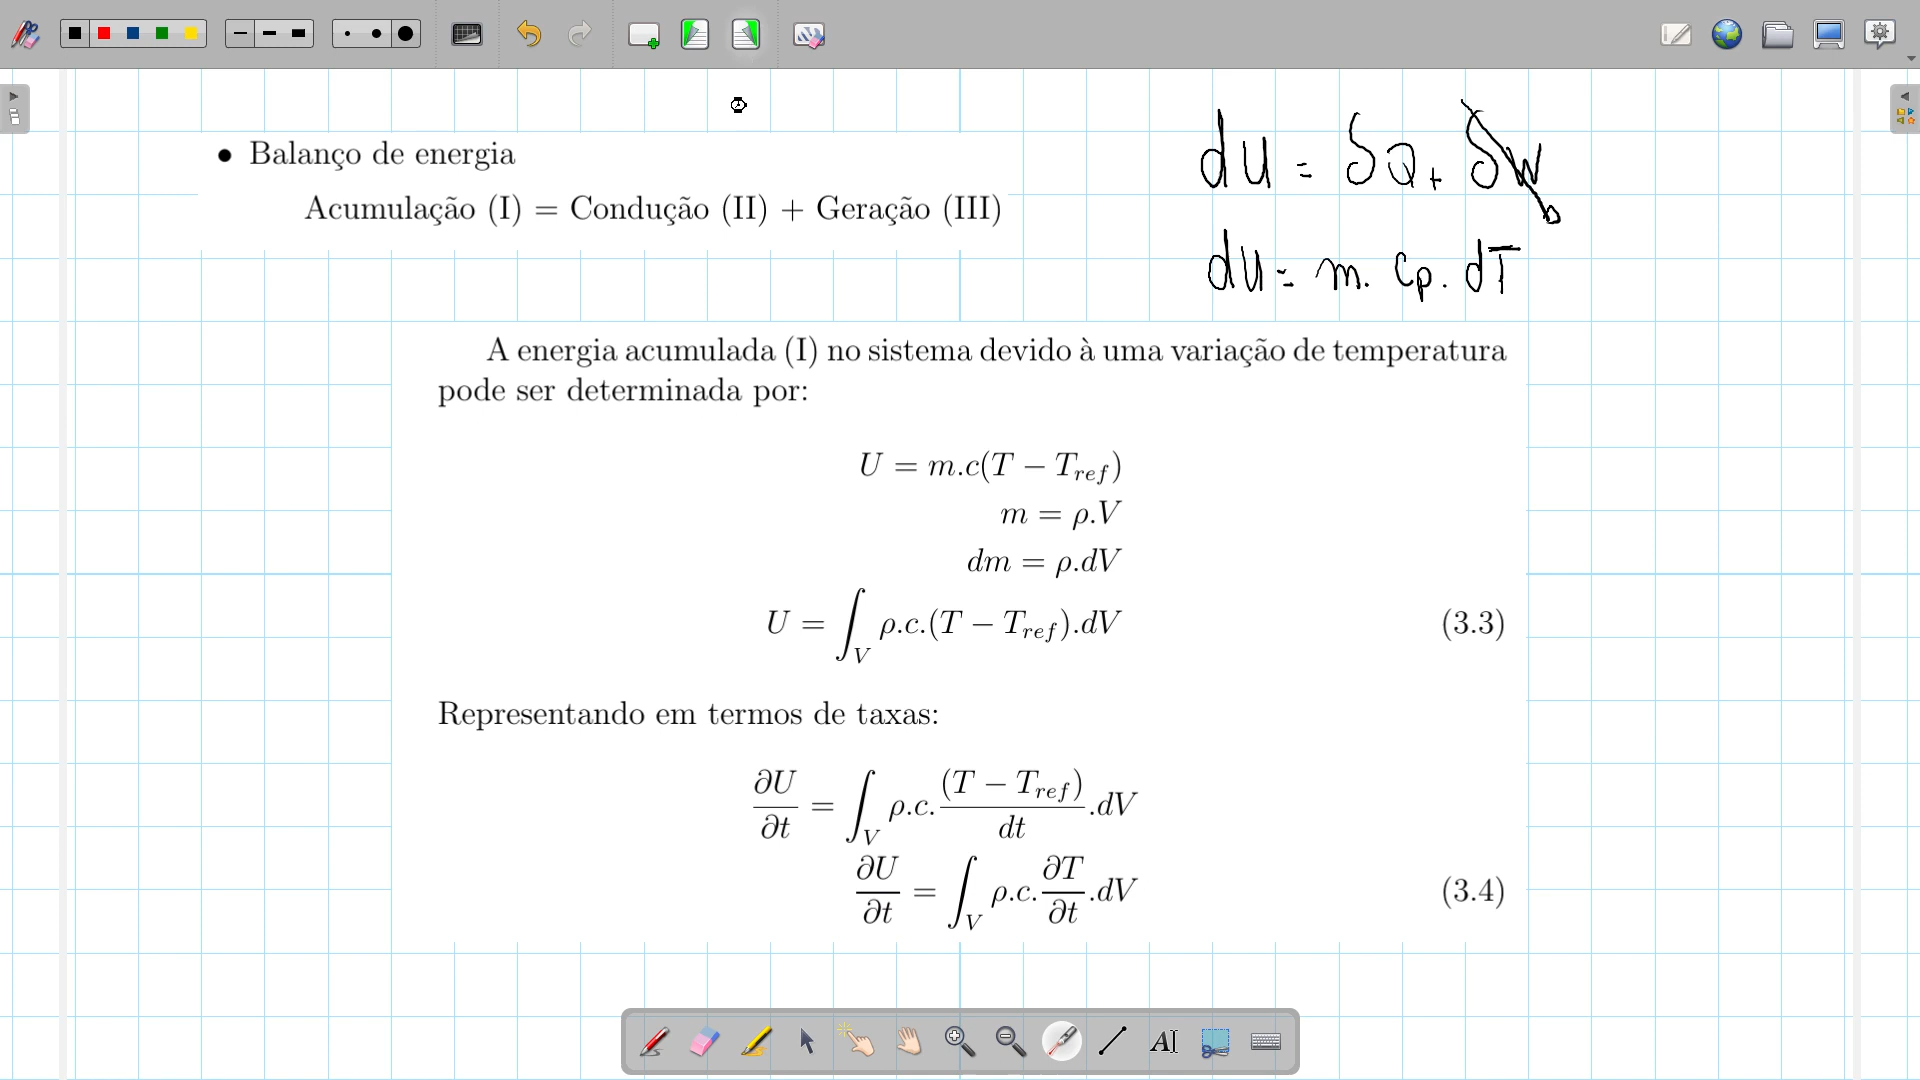 • Balanço de energia
Acumulação (I) = Condução (II) + Geração (III)
dU = δQ + δW 0
dU = m. Cp. dT
A energia acumulada (I) no sistema devido à uma variação de temperatura
pode ser determinada por:
U = m.c(T − T_ref)
m = ρ.V
dm = ρ.dV
U = ∫_V ρ.c.(T − T_ref).dV (3.3)
Representando em termos de taxas:
∂U/∂t = ∫_V ρ.c. (T − T_ref)/dt .dV
∂U/∂t = ∫_V ρ.c. ∂T/∂t .dV (3.4)